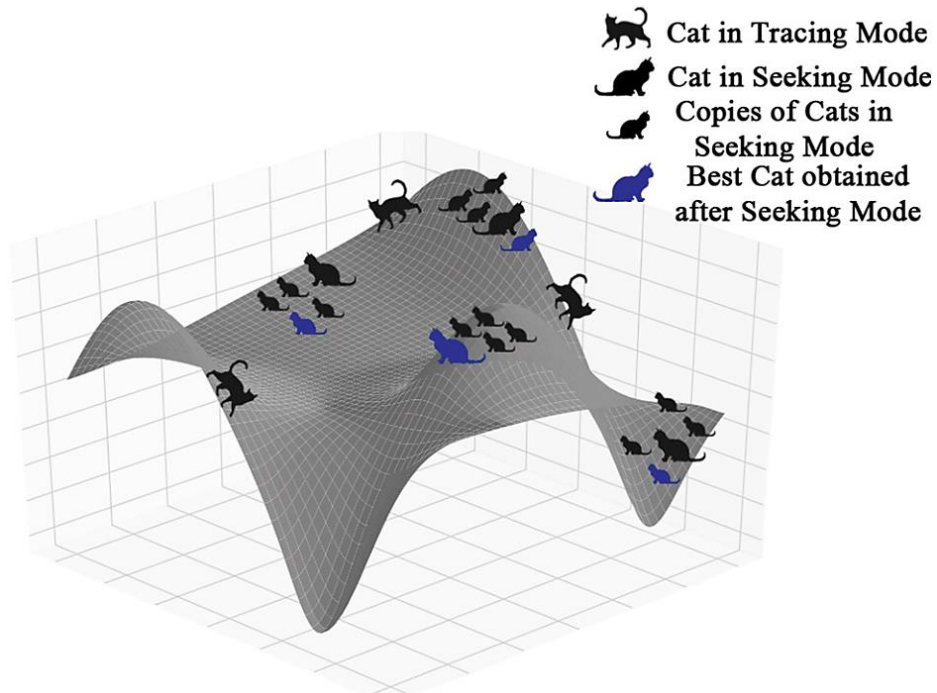 Cat in Tracing Mode
Cat in Seeking Mode
Copies of Cats in
Seeking Mode
Best Cat obtained
after Seeking Mode